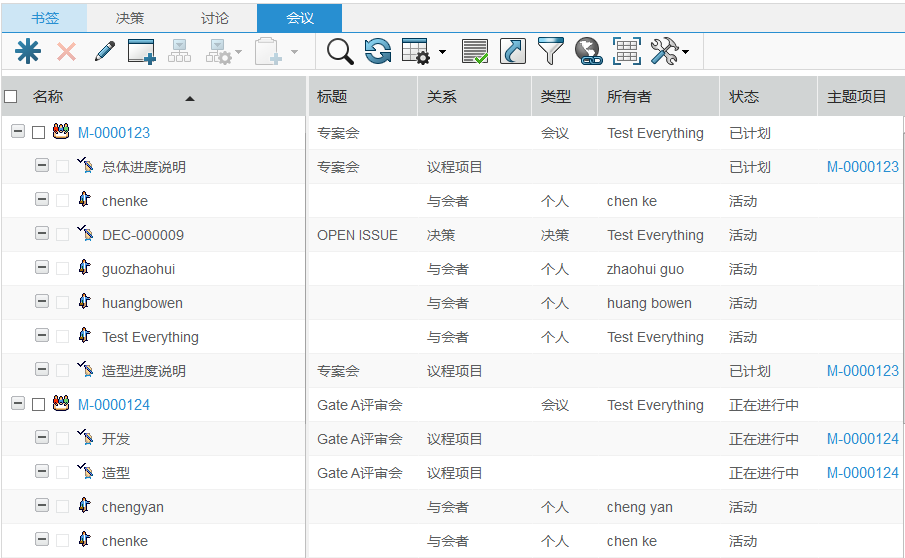 书签 决策 讨论 会议
名称 标题 关系 类型 所有者 状态 主题项目
M-0000123 专案会 会议 Test Everything 已计划
总体进度说明 专案会 议程项目 已计划 M-0000123
chenke 与会者 个人 chen ke 活动
DEC-000009 OPEN ISSUE 决策 决策 Test Everything 活动
guozhaohui 与会者 个人 zhaohui guo 活动
huangbowen 与会者 个人 huang bowen 活动
Test Everything 与会者 个人 Test Everything 活动
造型进度说明 专案会 议程项目 已计划 M-0000123
M-0000124 Gate A评审会 会议 Test Everything 正在进行中
开发 Gate A评审会 议程项目 正在进行中 M-0000124
造型 Gate A评审会 议程项目 正在进行中 M-0000124
chengyan 与会者 个人 cheng yan 活动
chenke 与会者 个人 chen ke 活动